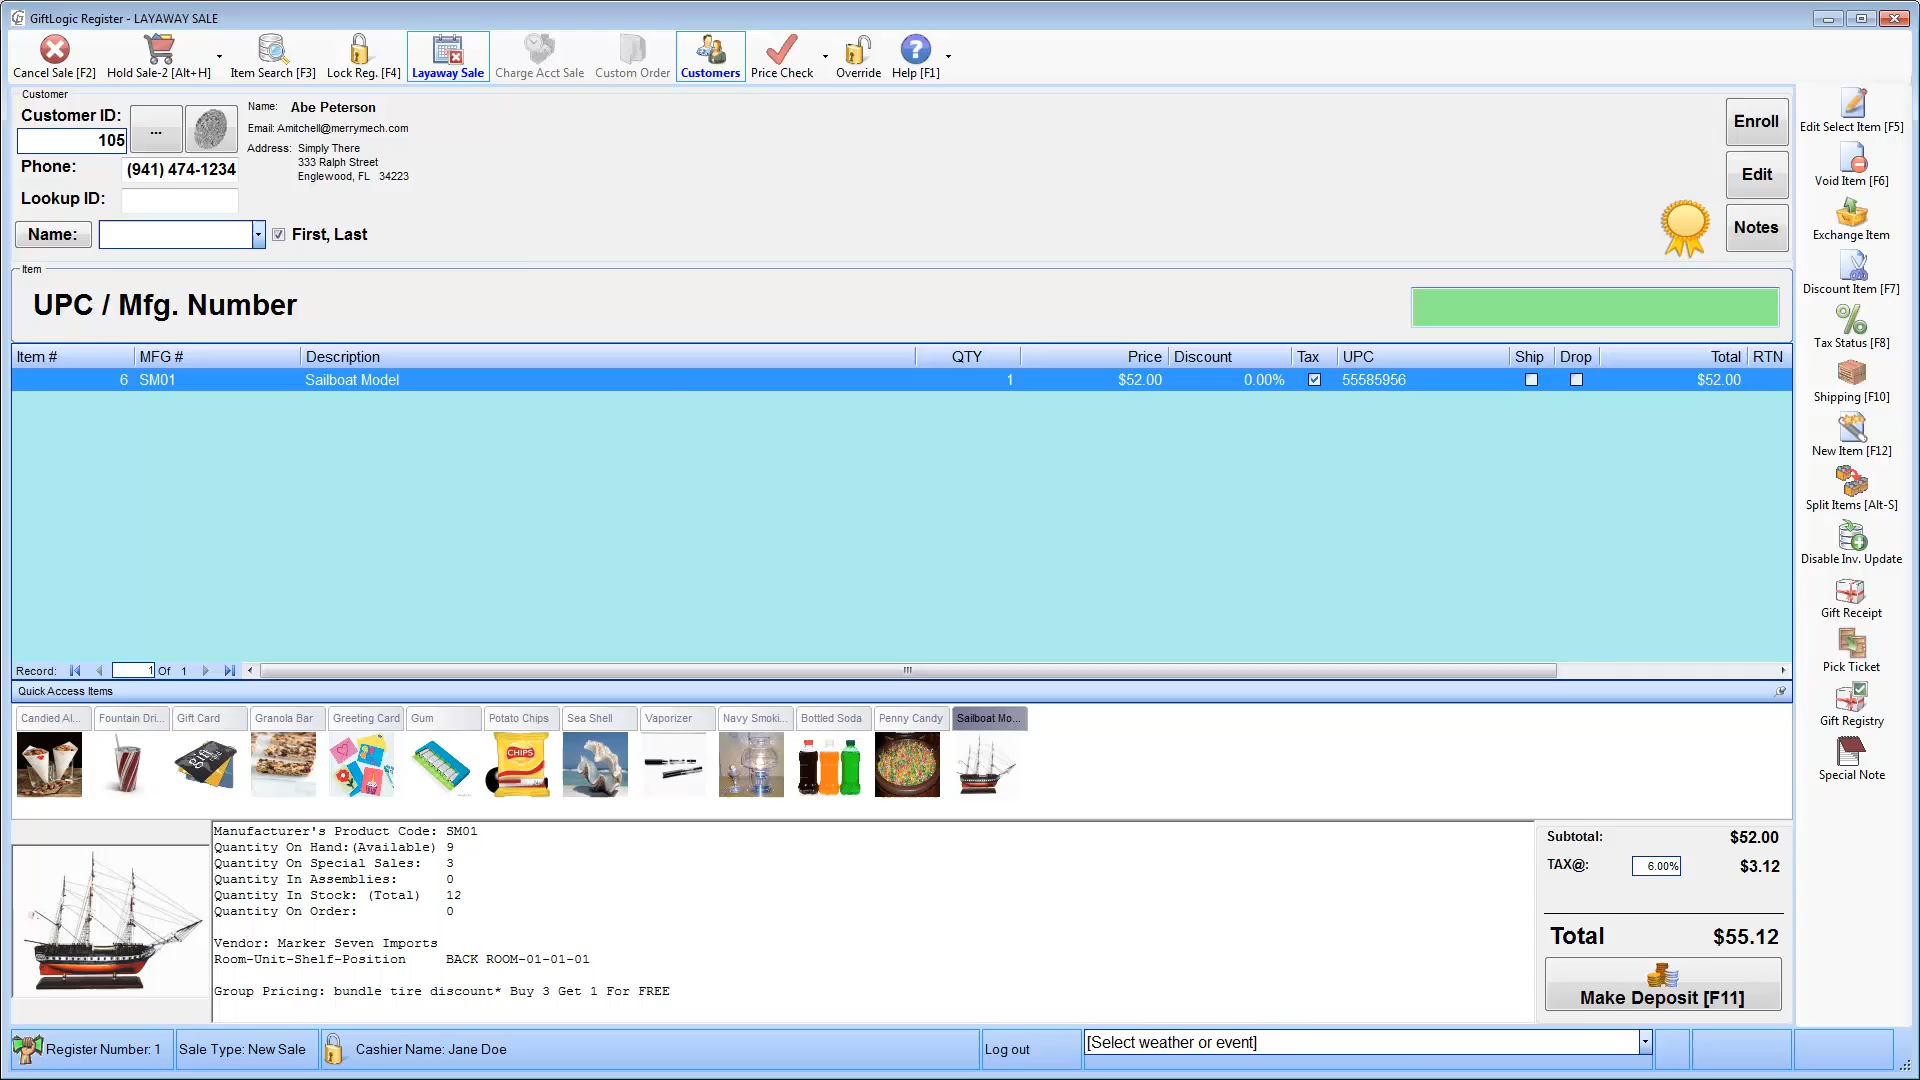 GiftLogic Register - LAYAWAY SALE
Cancel Sale [F2] Hold Sale-2 [Alt+H] Item Search [F3] Lock Reg. [F4] Layaway Sale Charge Acct Sale Custom Order Customers Price Check Override Help [F1]
Customer
Customer ID: 105 ...
Name: Abe Peterson
Email: Amitchell@merrymech.com
Address: Simply There
333 Ralph Street
Englewood, FL 34223
Phone: (941) 474-1234
Lookup ID:
Name: First, Last
Enroll
Edit
Notes
Item
UPC / Mfg. Number
Item # MFG # Description QTY Price Discount Tax UPC Ship Drop Total RTN
6 SM01 Sailboat Model 1 $52.00 0.00% 55585956 $52.00
Record: 1 Of 1
Quick Access Items
Candied Al... Fountain Dri... Gift Card Granola Bar Greeting Card Gum Potato Chips Sea Shell Vaporizer Navy Smoki... Bottled Soda Penny Candy Sailboat Mo...
gift
CHIPS
Manufacturer's Product Code: SM01
Quantity On Hand:(Available) 9
Quantity On Special Sales: 3
Quantity In Assemblies: 0
Quantity In Stock: (Total) 12
Quantity On Order: 0
Vendor: Marker Seven Imports
Room-Unit-Shelf-Position BACK ROOM-01-01-01
Group Pricing: bundle tire discount* Buy 3 Get 1 For FREE
Subtotal: $52.00
TAX@: 6.00% $3.12
Total $55.12
Make Deposit [F11]
Edit Select Item [F5]
Void Item [F6]
Exchange Item
Discount Item [F7]
Tax Status [F8]
Shipping [F10]
New Item [F12]
Split Items [Alt-S]
Disable Inv. Update
Gift Receipt
Pick Ticket
Gift Registry
Special Note
Register Number: 1 Sale Type: New Sale Cashier Name: Jane Doe Log out [Select weather or event]